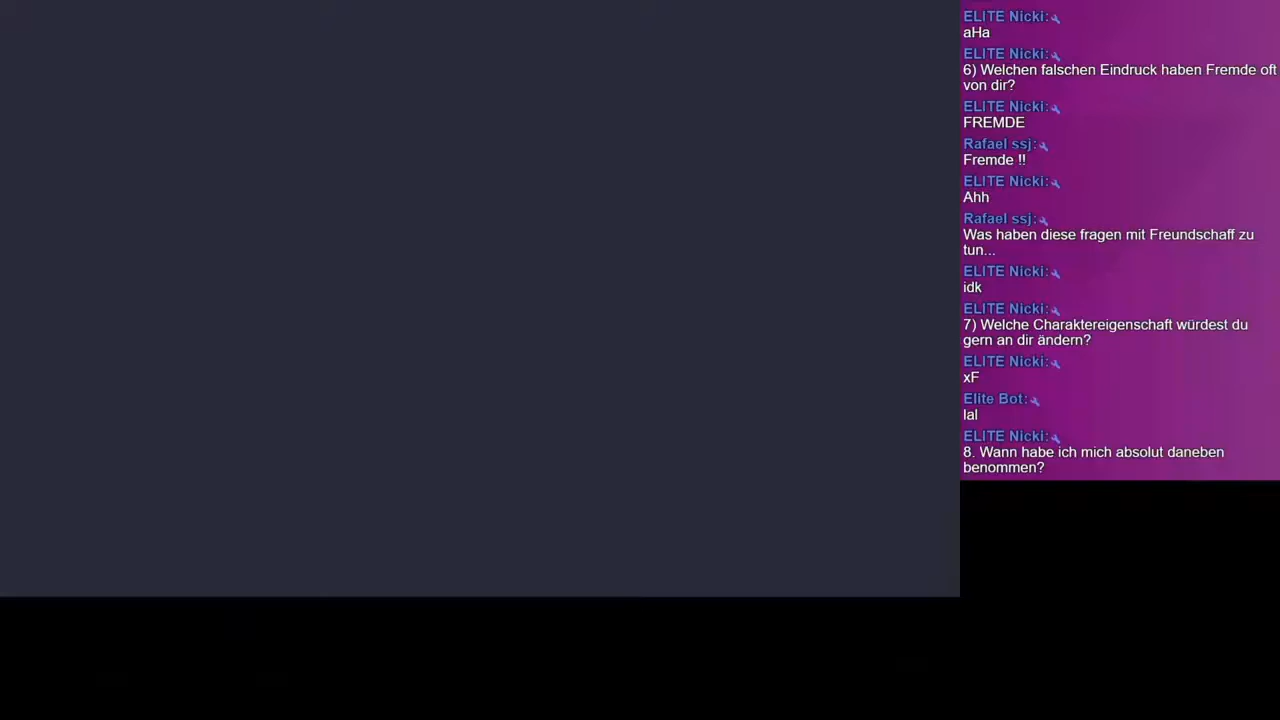 ELITE Nicki:
aHa
ELITE Nicki:
6) Welchen falschen Eindruck haben Fremde oft
von dir?
ELITE Nicki:
FREMDE
Rafael ssj:
Fremde !!
ELITE Nicki:
Ahh
Rafael ssj:
Was haben diese fragen mit Freundschaff zu
tun...
ELITE Nicki:
idk
ELITE Nicki:
7) Welche Charaktereigenschaft würdest du
gern an dir ändern?
ELITE Nicki:
xF
Elite Bot:
lal
ELITE Nicki:
8. Wann habe ich mich absolut daneben
benommen?